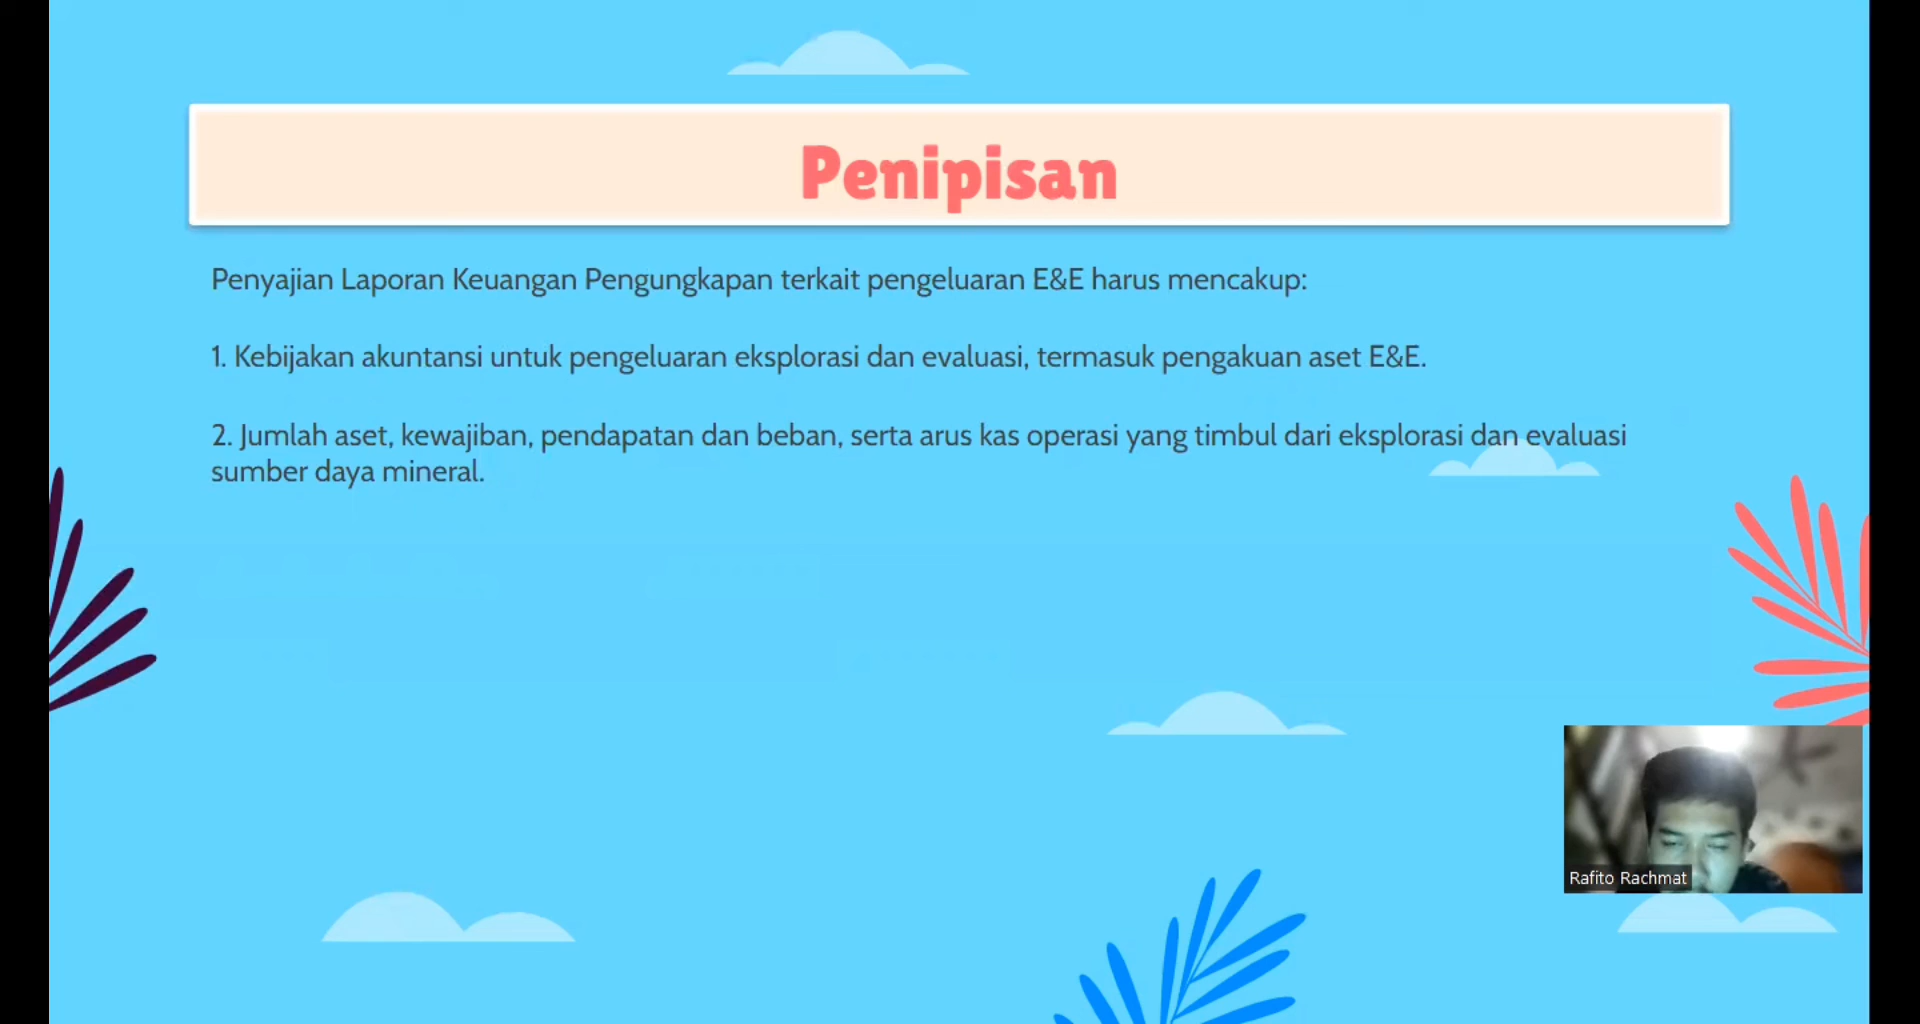 Penipisan
Penyajian Laporan Keuangan Pengungkapan terkait pengeluaran E&E harus mencakup:
1. Kebijakan akuntansi untuk pengeluaran eksplorasi dan evaluasi, termasuk pengakuan aset E&E.
2. Jumlah aset, kewajiban, pendapatan dan beban, serta arus kas operasi yang timbul dari eksplorasi dan evaluasi
sumber daya mineral.
Rafito Rachmat